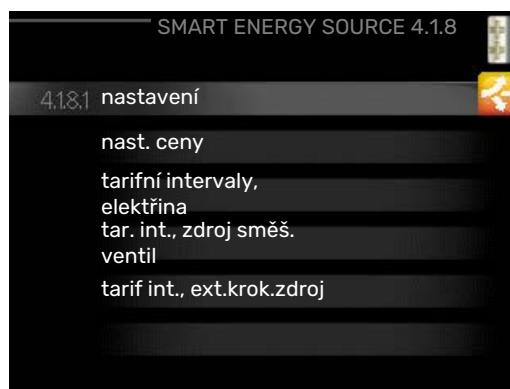 SMART ENERGY SOURCE 4.1.8
4.1.8.1 nastavení
nast. ceny
tarifní intervaly,
elektřina
tar. int., zdroj směš.
ventil
tarif int., ext.krok.zdroj